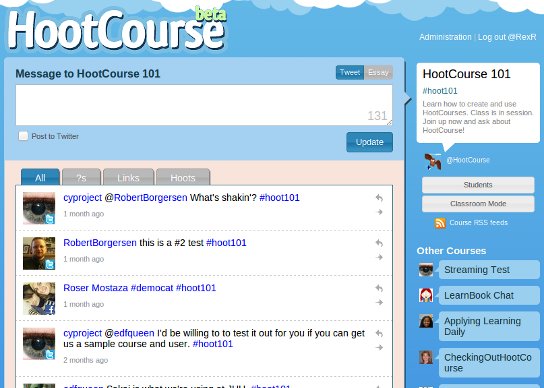 HootCourse beta
Administration | Log out @RexR
Message to HootCourse 101
Tweet Essay
131
Post to Twitter
Update
All ?s Links Hoots
cyproject @RobertBorgersen What's shakin'? #hoot101
1 month ago
RobertBorgersen this is a #2 test #hoot101
1 month ago
Roser Mostaza #democat #hoot101
1 month ago
cyproject @edfqueen I'd be willing to to test it out for you if you can get
us a sample course and user. #hoot101
2 months ago
HootCourse 101
#hoot101
Learn how to create and use
HootCourses. Class is in session.
Join up now and ask about
HootCourse!
@HootCourse
Students
Classroom Mode
Course RSS feeds
Other Courses
Streaming Test
LearnBook Chat
Applying Learning
Daily
CheckingOutHootCo
urse